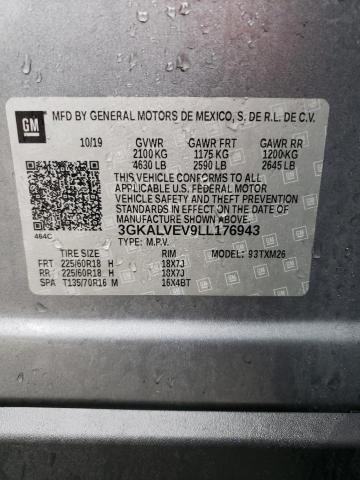 GM
MFD BY GENERAL MOTORS DE MEXICO, S. DE R.L. DE C.V.
10/19 GVWR GAWR FRT GAWR RR
2100 KG 1175 KG 1200 KG
4630 LB 2590 LB 2645 LB
THIS VEHICLE CONFORMS TO ALL
APPLICABLE U.S. FEDERAL MOTOR
VEHICLE SAFETY AND THEFT PREVENTION
STANDARDS IN EFFECT ON THE DATE OF
MANUFACTURE SHOWN ABOVE.
464C 3GKALVEV9LL176943
TYPE: M.P.V.
TIRE SIZE RIM MODEL: 93TXM26
FRT 225/60R18 H 18X7J
RR 225/60R18 H 18X7J
SP T135/70R16 M 16X4BT